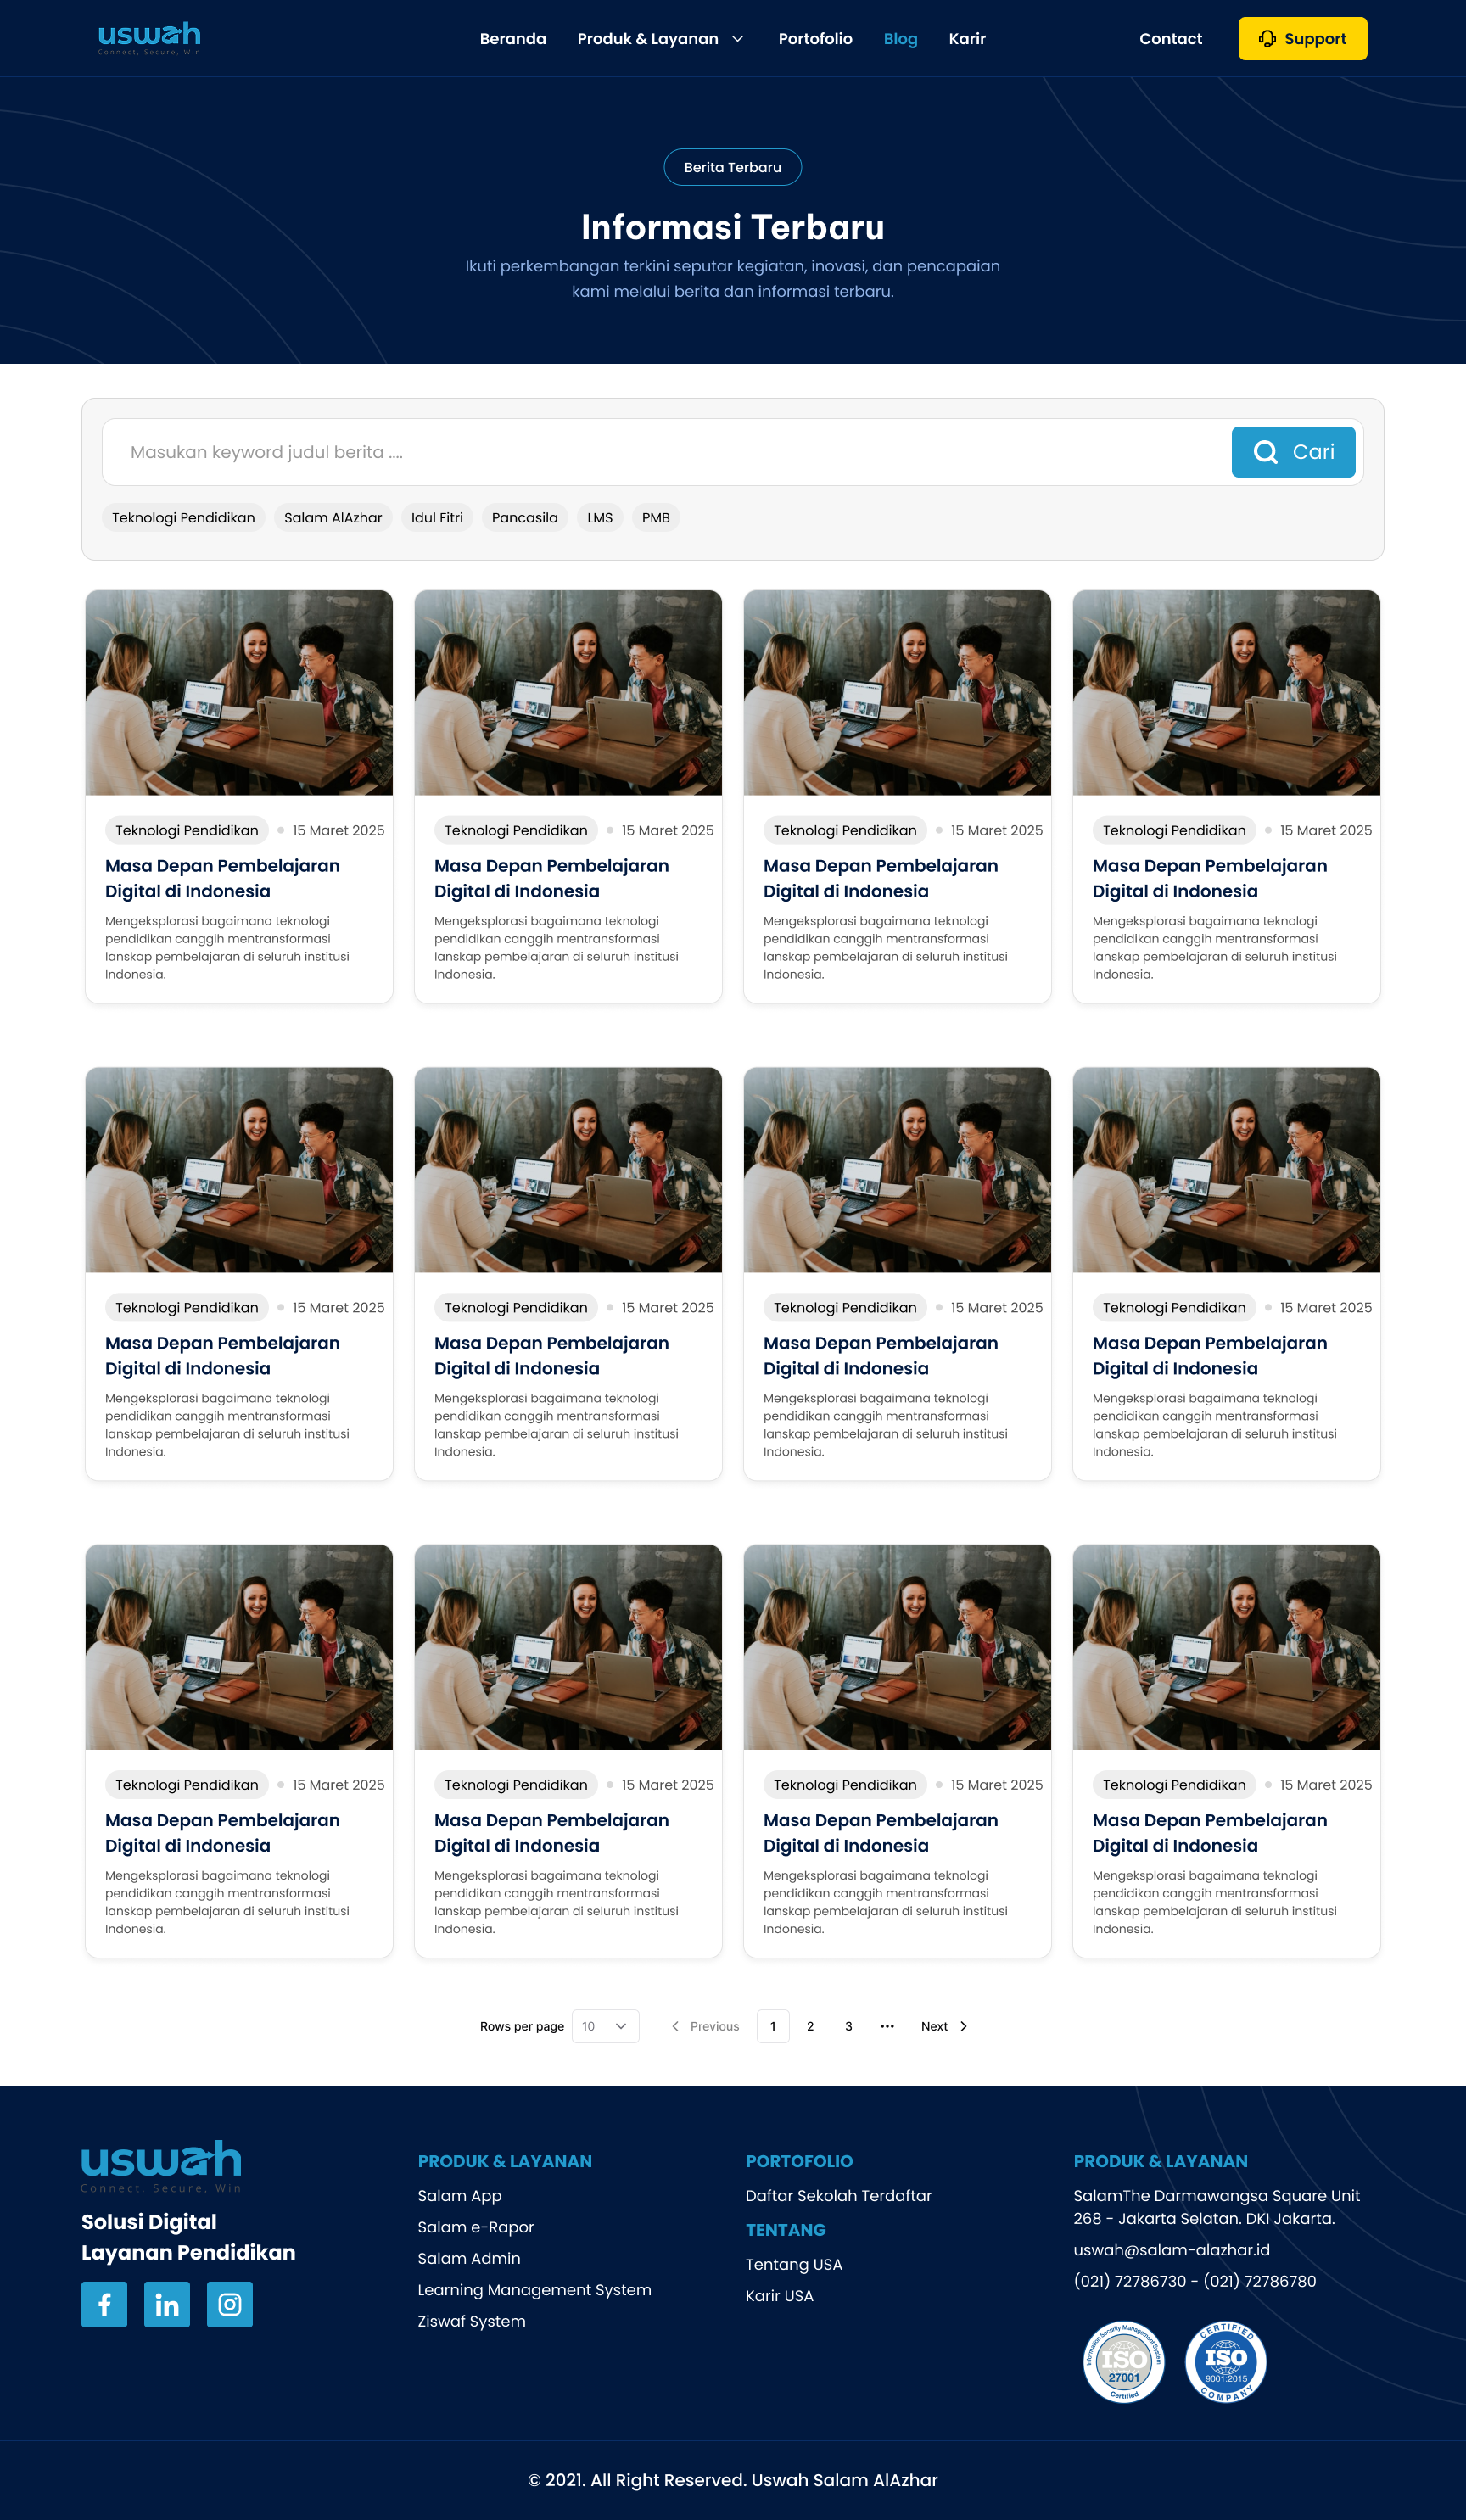 uswah
Connect, Secure, Win
Beranda
Produk & Layanan
Portofolio
Blog
Karir
Contact
Support
Berita Terbaru
Informasi Terbaru
Ikuti perkembangan terkini seputar kegiatan, inovasi, dan pencapaian
kami melalui berita dan informasi terbaru.
Masukan keyword judul berita ....
Cari
Teknologi Pendidikan
Salam AlAzhar
Idul Fitri
Pancasila
LMS
PMB
Teknologi Pendidikan
15 Maret 2025
Masa Depan Pembelajaran
Digital di Indonesia
Mengeksplorasi bagaimana teknologi
pendidikan canggih mentransformasi
lanskap pembelajaran di seluruh institusi
Indonesia.
Teknologi Pendidikan
15 Maret 2025
Masa Depan Pembelajaran
Digital di Indonesia
Mengeksplorasi bagaimana teknologi
pendidikan canggih mentransformasi
lanskap pembelajaran di seluruh institusi
Indonesia.
Teknologi Pendidikan
15 Maret 2025
Masa Depan Pembelajaran
Digital di Indonesia
Mengeksplorasi bagaimana teknologi
pendidikan canggih mentransformasi
lanskap pembelajaran di seluruh institusi
Indonesia.
Teknologi Pendidikan
15 Maret 2025
Masa Depan Pembelajaran
Digital di Indonesia
Mengeksplorasi bagaimana teknologi
pendidikan canggih mentransformasi
lanskap pembelajaran di seluruh institusi
Indonesia.
Teknologi Pendidikan
15 Maret 2025
Masa Depan Pembelajaran
Digital di Indonesia
Mengeksplorasi bagaimana teknologi
pendidikan canggih mentransformasi
lanskap pembelajaran di seluruh institusi
Indonesia.
Teknologi Pendidikan
15 Maret 2025
Masa Depan Pembelajaran
Digital di Indonesia
Mengeksplorasi bagaimana teknologi
pendidikan canggih mentransformasi
lanskap pembelajaran di seluruh institusi
Indonesia.
Teknologi Pendidikan
15 Maret 2025
Masa Depan Pembelajaran
Digital di Indonesia
Mengeksplorasi bagaimana teknologi
pendidikan canggih mentransformasi
lanskap pembelajaran di seluruh institusi
Indonesia.
Teknologi Pendidikan
15 Maret 2025
Masa Depan Pembelajaran
Digital di Indonesia
Mengeksplorasi bagaimana teknologi
pendidikan canggih mentransformasi
lanskap pembelajaran di seluruh institusi
Indonesia.
Teknologi Pendidikan
15 Maret 2025
Masa Depan Pembelajaran
Digital di Indonesia
Mengeksplorasi bagaimana teknologi
pendidikan canggih mentransformasi
lanskap pembelajaran di seluruh institusi
Indonesia.
Teknologi Pendidikan
15 Maret 2025
Masa Depan Pembelajaran
Digital di Indonesia
Mengeksplorasi bagaimana teknologi
pendidikan canggih mentransformasi
lanskap pembelajaran di seluruh institusi
Indonesia.
Teknologi Pendidikan
15 Maret 2025
Masa Depan Pembelajaran
Digital di Indonesia
Mengeksplorasi bagaimana teknologi
pendidikan canggih mentransformasi
lanskap pembelajaran di seluruh institusi
Indonesia.
Teknologi Pendidikan
15 Maret 2025
Masa Depan Pembelajaran
Digital di Indonesia
Mengeksplorasi bagaimana teknologi
pendidikan canggih mentransformasi
lanskap pembelajaran di seluruh institusi
Indonesia.
Rows per page
10
Previous
1
2
3
•••
Next
uswah
Connect, Secure, Win
Solusi Digital
Layanan Pendidikan
PRODUK & LAYANAN
Salam App
Salam e-Rapor
Salam Admin
Learning Management System
Ziswaf System
PORTOFOLIO
Daftar Sekolah Terdaftar
TENTANG
Tentang USA
Karir USA
PRODUK & LAYANAN
SalamThe Darmawangsa Square Unit
268 - Jakarta Selatan. DKI Jakarta.
uswah@salam-alazhar.id
(021) 72786730 - (021) 72786780
Information Security Management System
ISO
27001
Certified
CERTIFIED
ISO
9001:2015
COMPANY
© 2021. All Right Reserved. Uswah Salam AlAzhar